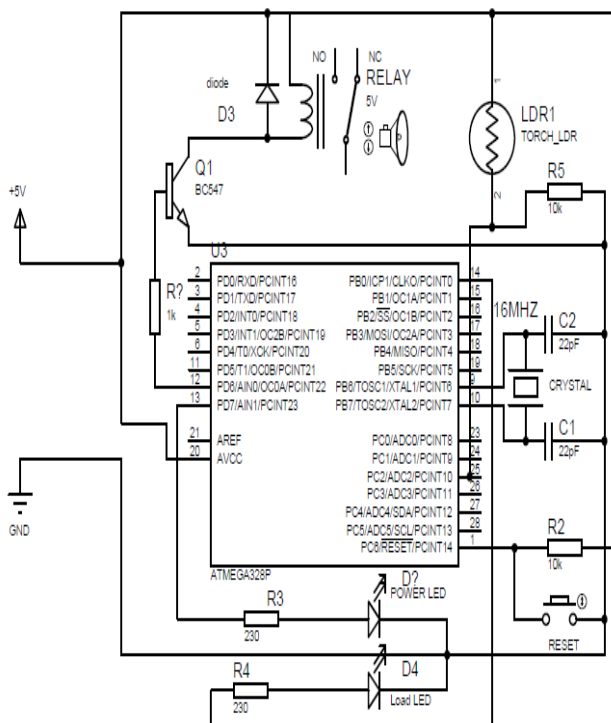 NO
NC
diode
RELAY
D3
5V
LDR1
TORCH_LDR
1
2
Q1
BC547
R5
10k
+5V
U3
R?
1k
2 PD0/RXD/PCINT16
3 PD1/TXD/PCINT17
4 PD2/INT0/PCINT18
5 PD3/INT1/OC2B/PCINT19
6 PD4/T0/XCK/PCINT20
11 PD5/T1/OC0B/PCINT21
12 PD6/AIN0/OC0A/PCINT22
13 PD7/AIN1/PCINT23
21 AREF
20 AVCC
PB0/ICP1/CLKO/PCINT0 14
PB1/OC1A/PCINT1 15
PB2/SS/OC1B/PCINT2 16
PB3/MOSI/OC2A/PCINT3 17
PB4/MISO/PCINT4 18
PB5/SCK/PCINT5 19
PB6/TOSC1/XTAL1/PCINT6 9
PB7/TOSC2/XTAL2/PCINT7 10
PC0/ADC0/PCINT8 23
PC1/ADC1/PCINT9 24
PC2/ADC2/PCINT10 25
PC3/ADC3/PCINT11 26
PC4/ADC4/SDA/PCINT12 27
PC5/ADC5/SCL/PCINT13 28
PC6/RESET/PCINT14 1
ATMEGA328P
16MHZ
C2
22pF
CRYSTAL
C1
22pF
GND
R2
10k
RESET
D?
POWER LED
R3
230
D4
Load LED
R4
230